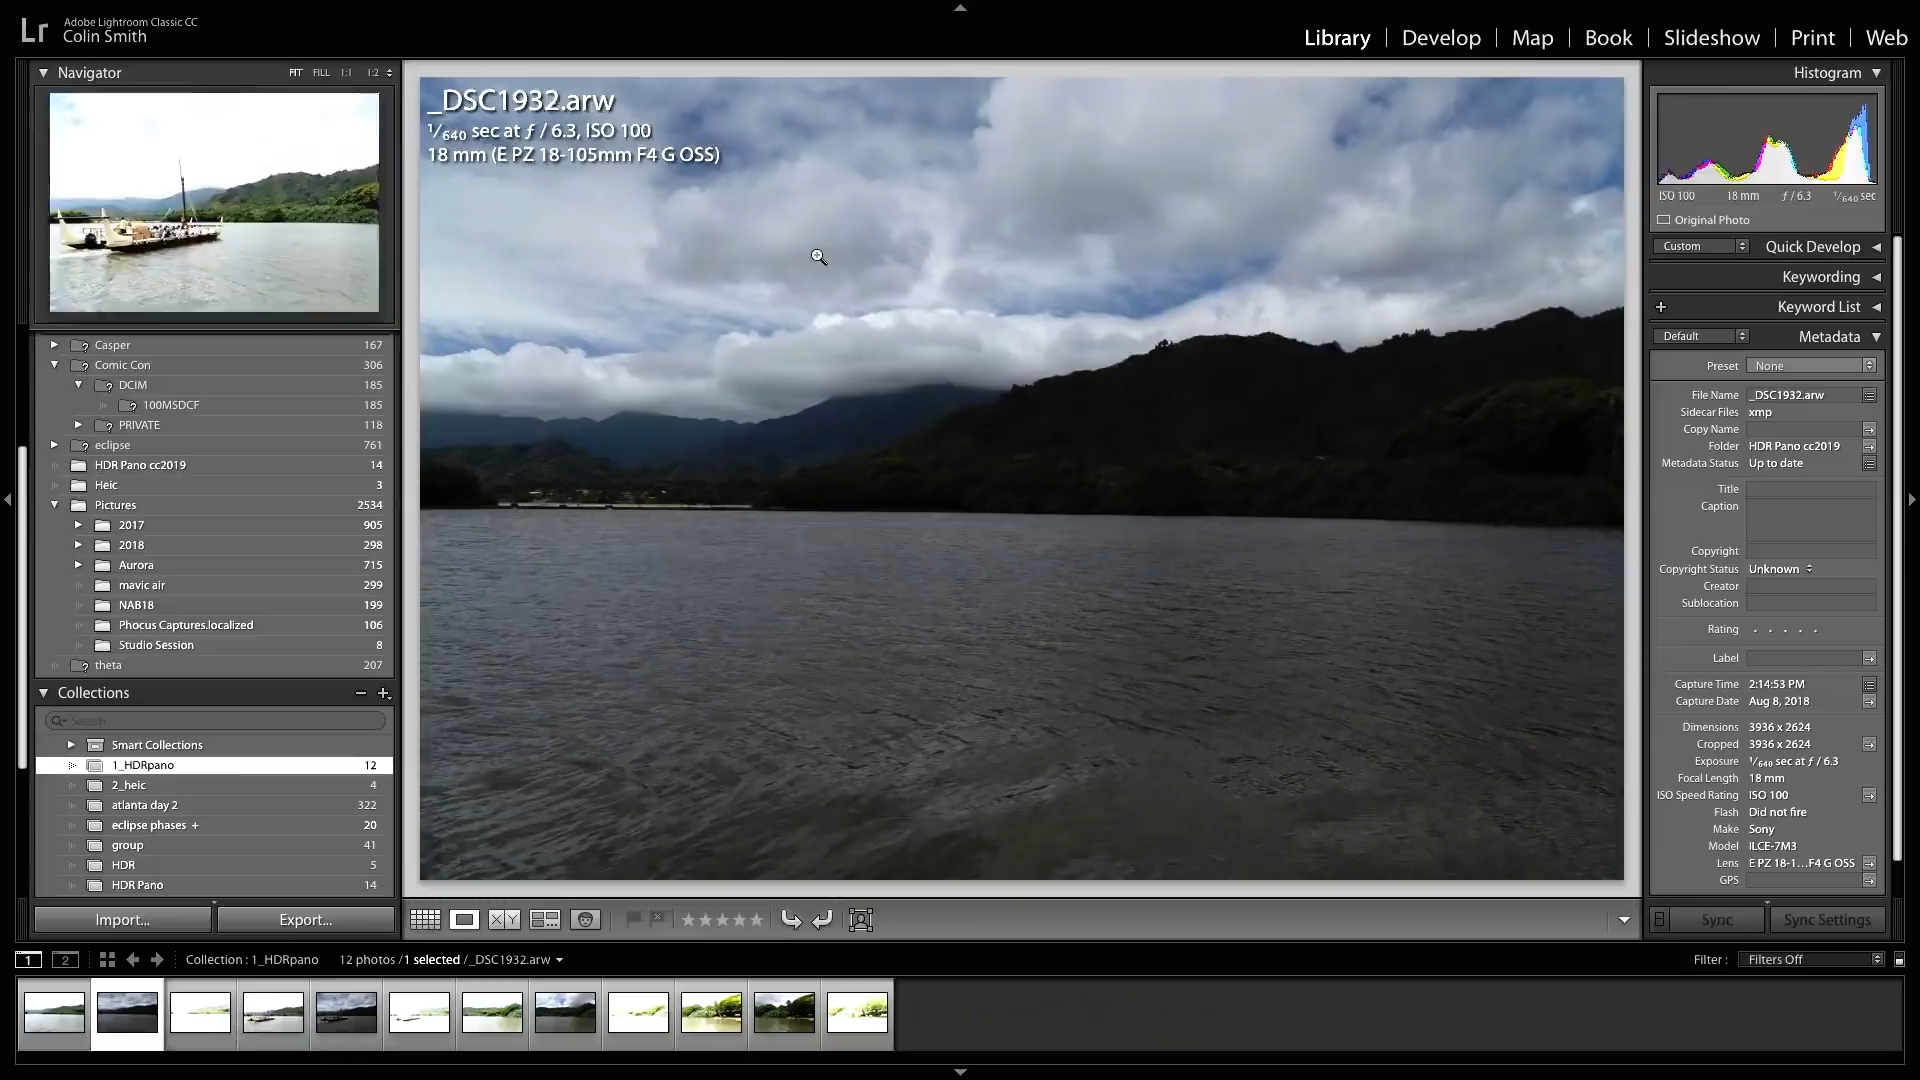 Lr
Adobe Lightroom Classic CC
Colin Smith
Library | Develop | Map | Book | Slideshow | Print | Web
Navigator FIT FILL 1:1 1:2
Casper 167
Comic Con 306
DCIM 185
100MSDCF 185
PRIVATE 118
eclipse 761
HDR Pano cc2019 14
Heic 3
Pictures 2534
2017 905
2018 298
Aurora 715
mavic air 299
NAB18 199
Phocus Captures.localized 106
Studio Session 8
theta 207
Collections
Search
Smart Collections
1_HDRpano 12
2_heic 4
atlanta day 2 322
eclipse phases + 20
group 41
HDR 5
HDR Pano 14
Import... Export...
_DSC1932.arw
1/640 sec at ƒ / 6.3, ISO 100
18 mm (E PZ 18-105mm F4 G OSS)
X Y
Histogram
ISO 100 18 mm ƒ / 6.3 1/640 sec
Original Photo
Custom Quick Develop
Keywording
Keyword List
Default Metadata
Preset None
File Name _DSC1932.arw
Sidecar Files xmp
Copy Name
Folder HDR Pano cc2019
Metadata Status Up to date
Title
Caption
Copyright
Copyright Status Unknown
Creator
Sublocation
Rating
Label
Capture Time 2:14:53 PM
Capture Date Aug 8, 2018
Dimensions 3936 x 2624
Cropped 3936 x 2624
Exposure 1/640 sec at ƒ / 6.3
Focal Length 18 mm
ISO Speed Rating ISO 100
Flash Did not fire
Make Sony
Model ILCE-7M3
Lens E PZ 18-1...F4 G OSS
GPS
Sync Sync Settings
1 2 Collection : 1_HDRpano 12 photos /1 selected /_DSC1932.arw Filter : Filters Off